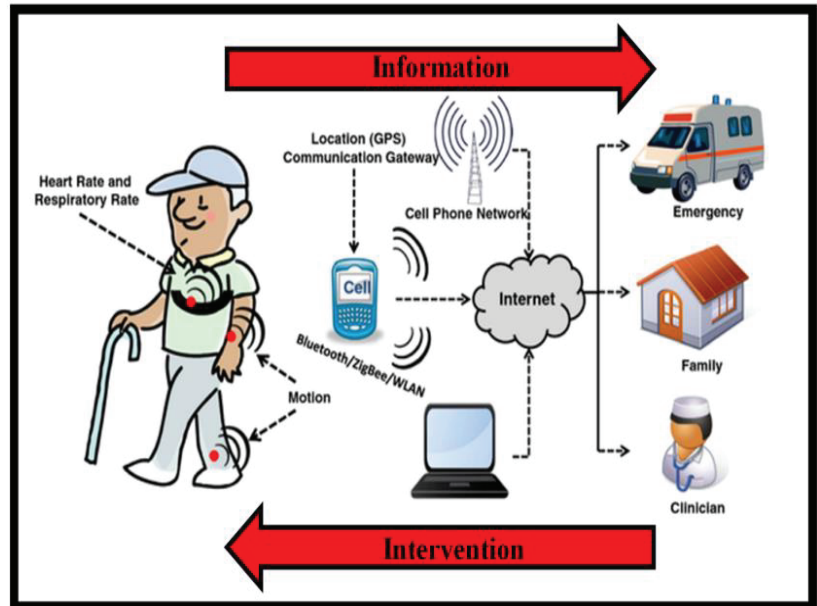 Information
Location (GPS)
Communication Gateway
Heart Rate and
Respiratory Rate
Cell Phone Network
Emergency
Cell
Internet
Bluetooth/ZigBee/WLAN
Motion
Family
Clinician
Intervention